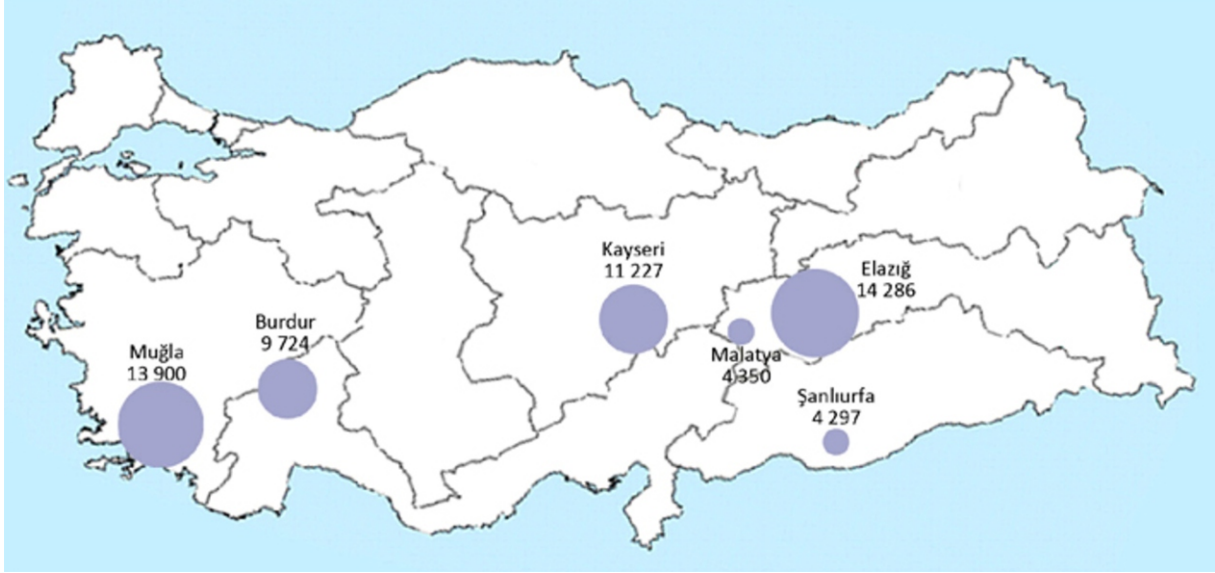 Kayseri
11 227
Elazığ
14 286
Burdur
9 724
Muğla
13 900
Malatya
4 350
Şanlıurfa
4 297